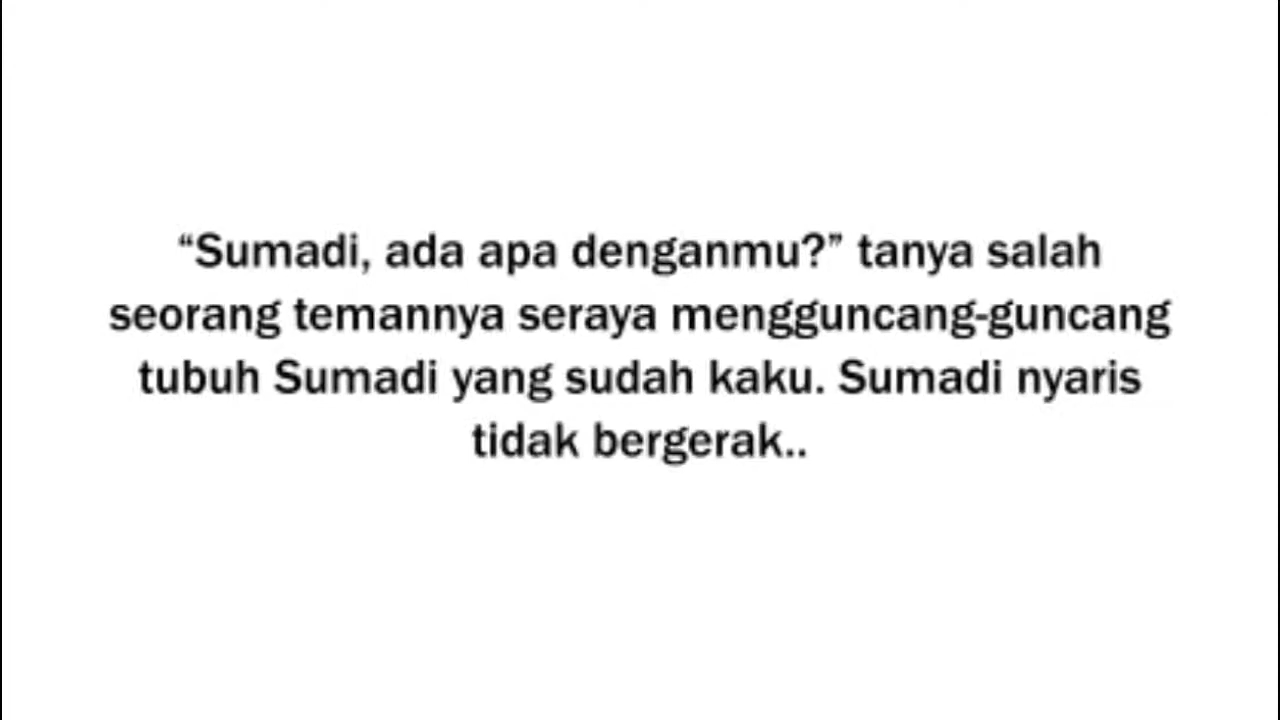 “Sumadi, ada apa denganmu?” tanya salah
seorang temannya seraya mengguncang-guncang
tubuh Sumadi yang sudah kaku. Sumadi nyaris
tidak bergerak..